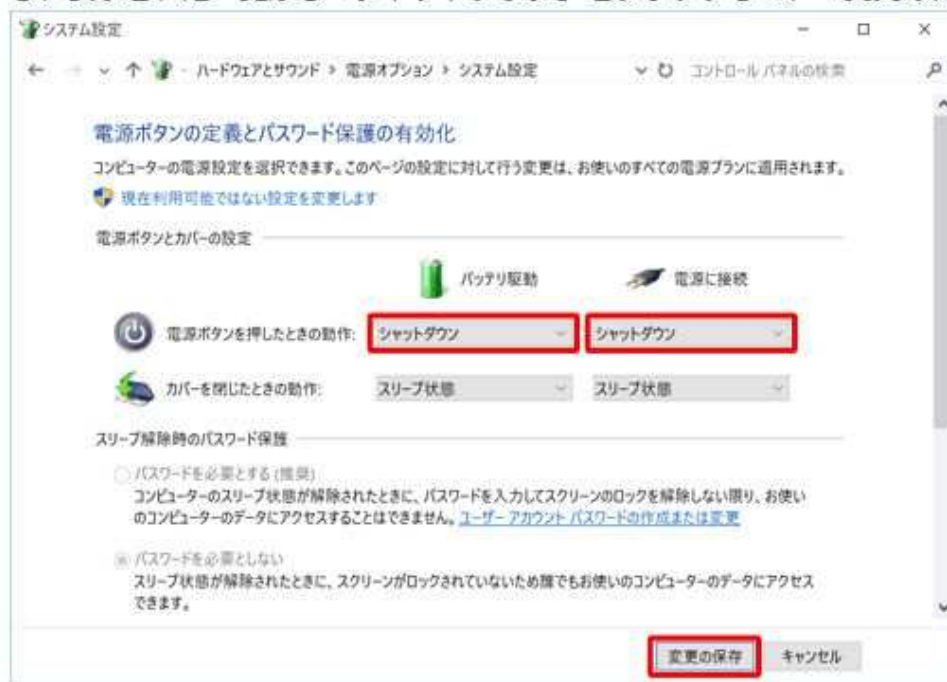 システム設定
ハードウェアとサウンド › 電源オプション › システム設定
コントロール パネルの検索
電源ボタンの定義とパスワード保護の有効化
コンピューターの電源設定を選択できます。このページの設定に対して行う変更は、お使いのすべての電源プランに適用されます。
現在利用可能ではない設定を変更します
電源ボタンとカバーの設定
バッテリ駆動 電源に接続
電源ボタンを押したときの動作: シャットダウン シャットダウン
カバーを閉じたときの動作: スリープ状態 スリープ状態
スリープ解除時のパスワード保護
パスワードを必要とする (推奨)
コンピューターのスリープ状態が解除されたときに、パスワードを入力してスクリーンのロックを解除しない限り、お使い
のコンピューターのデータにアクセスすることはできません。ユーザー アカウント パスワードの作成または変更
パスワードを必要としない
スリープ状態が解除されたときに、スクリーンがロックされていないため誰でもお使いのコンピューターのデータにアクセス
できます。
変更の保存 キャンセル